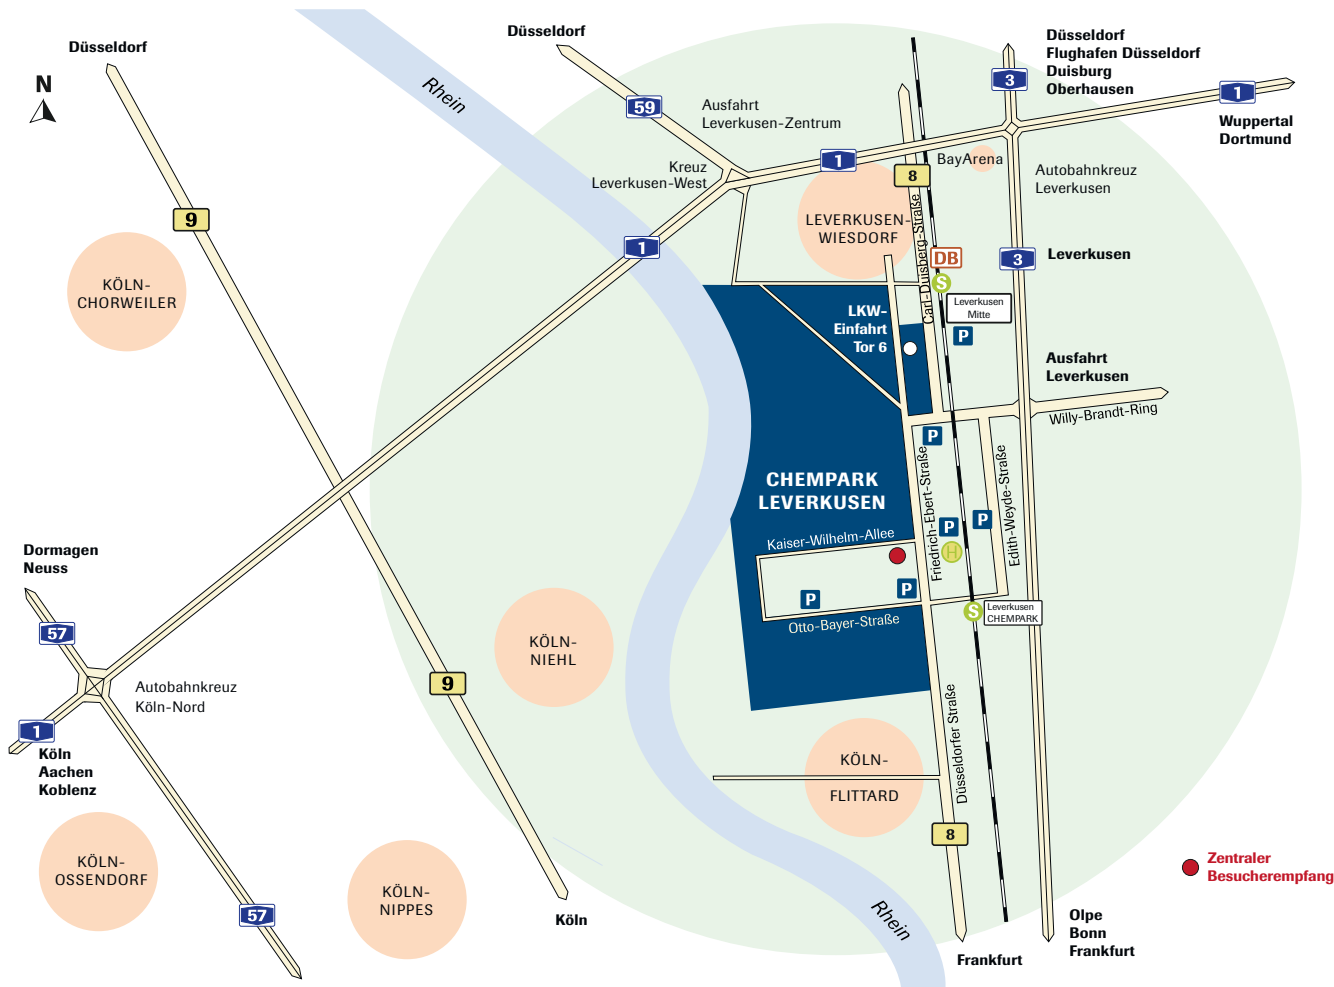 Düsseldorf
N
9
KÖLN-
CHORWEILER
Rhein
Düsseldorf
59
Ausfahrt
Leverkusen-Zentrum
Kreuz
Leverkusen-West
1
1
Düsseldorf
Flughafen Düsseldorf
Duisburg
Oberhausen
3
1
Wuppertal
Dortmund
BayArena
8
Autobahnkreuz
Leverkusen
LEVERKUSEN-
WIESDORF
Carl-Duisberg-Straße
DB
S
3
Leverkusen
Leverkusen
Mitte
P
LKW-
Einfahrt
Tor 6
Ausfahrt
Leverkusen
Willy-Brandt-Ring
P
CHEMPARK
LEVERKUSEN
Friedrich-Ebert-Straße
Edith-Weyde-Straße
P
P
H
Kaiser-Wilhelm-Allee
P
P
Otto-Bayer-Straße
S
Leverkusen
CHEMPARK
Dormagen
Neuss
57
Autobahnkreuz
Köln-Nord
1
Köln
Aachen
Koblenz
KÖLN-
NIEHL
9
KÖLN-
FLITTARD
Düsseldorfer Straße
8
KÖLN-
OSSENDORF
57
KÖLN-
NIPPES
Köln
Rhein
Frankfurt
Olpe
Bonn
Frankfurt
Zentraler
Besucherempfang